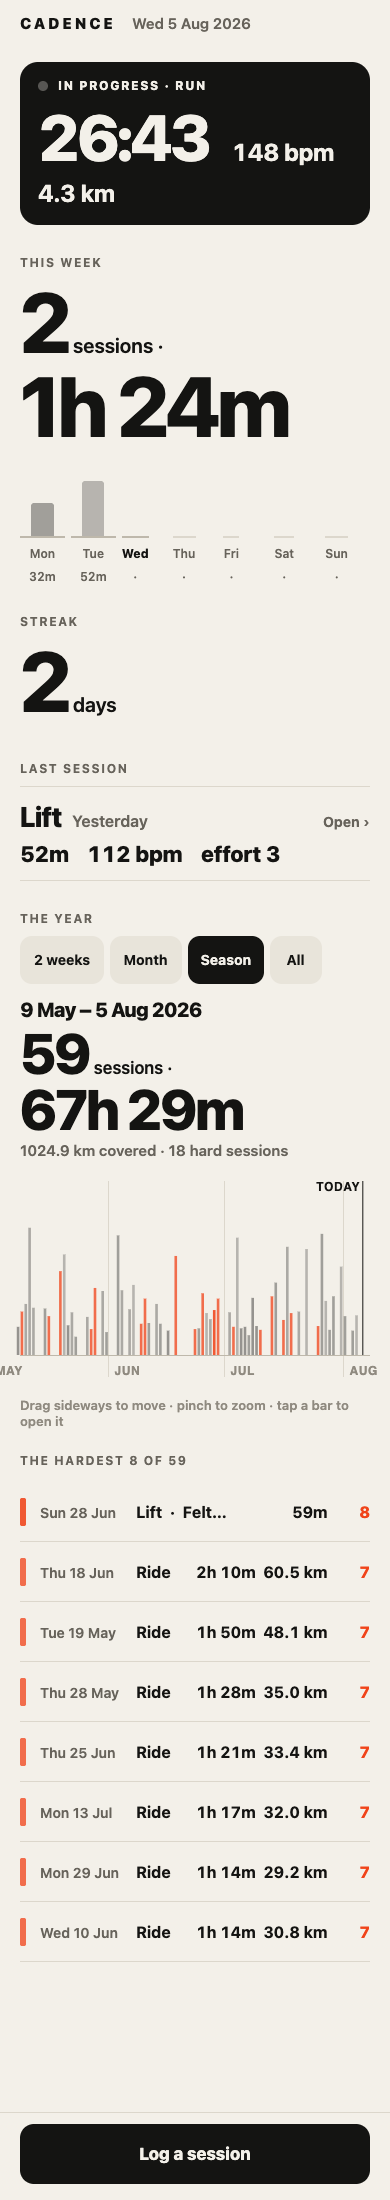 CADENCE Wed 5 Aug 2026
IN PROGRESS · RUN
26:43 148 bpm
4.3 km
THIS WEEK
2 sessions ·
1h 24m
Mon Tue Wed Thu Fri Sat Sun
32m 52m · · · · ·
STREAK
2 days
LAST SESSION
Lift Yesterday Open ›
52m 112 bpm effort 3
THE YEAR
2 weeks Month Season All
9 May – 5 Aug 2026
59 sessions ·
67h 29m
1024.9 km covered · 18 hard sessions
TODAY
MAY JUN JUL AUG
Drag sideways to move · pinch to zoom · tap a bar to
open it
THE HARDEST 8 OF 59
Sun 28 Jun Lift · Felt... 59m 8
Thu 18 Jun Ride 2h 10m 60.5 km 7
Tue 19 May Ride 1h 50m 48.1 km 7
Thu 28 May Ride 1h 28m 35.0 km 7
Thu 25 Jun Ride 1h 21m 33.4 km 7
Mon 13 Jul Ride 1h 17m 32.0 km 7
Mon 29 Jun Ride 1h 14m 29.2 km 7
Wed 10 Jun Ride 1h 14m 30.8 km 7
Log a session